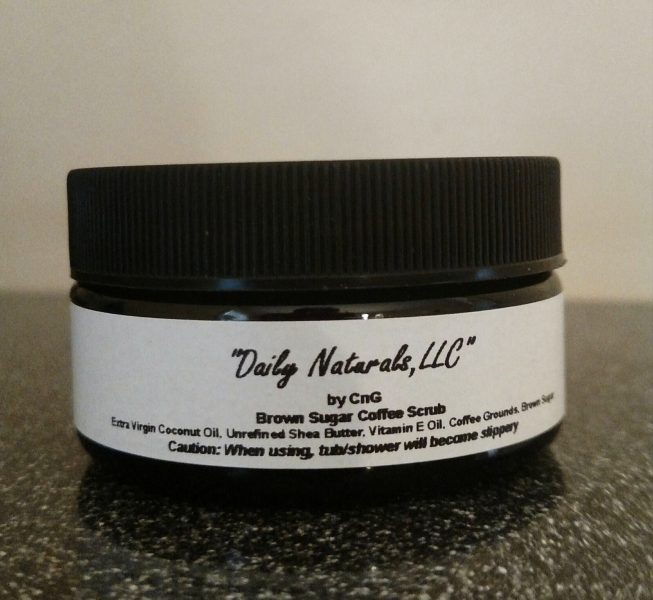 "Daily Naturals, LLC"
by CnG
Brown Sugar Coffee Scrub
Extra Virgin Coconut Oil, Unrefined Shea Butter, Vitamin E Oil, Coffee Grounds, Brown Sugar
Caution: When using, tub/shower will become slippery